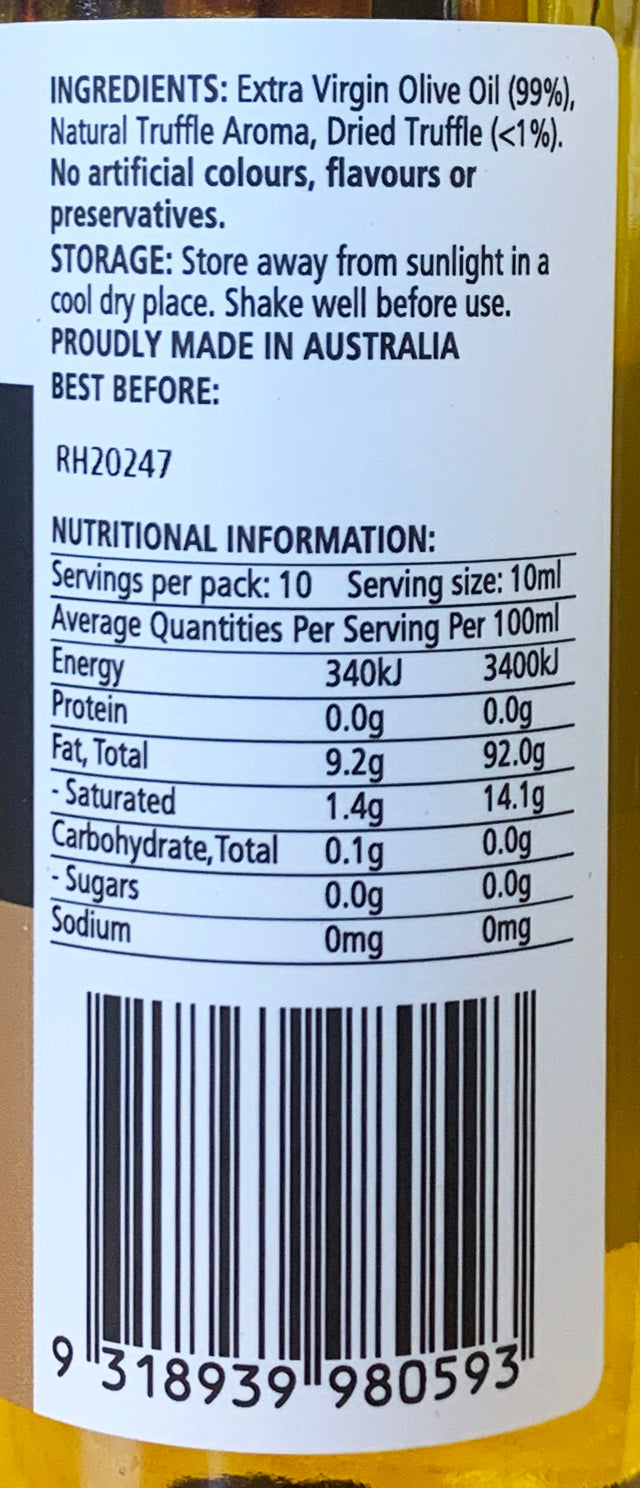 INGREDIENTS: Extra Virgin Olive Oil (99%),
Natural Truffle Aroma, Dried Truffle (<1%).
No artificial colours, flavours or
preservatives.
STORAGE: Store away from sunlight in a
cool dry place. Shake well before use.
PROUDLY MADE IN AUSTRALIA
BEST BEFORE:
RH20247
NUTRITIONAL INFORMATION:
Servings per pack: 10 Serving size: 10ml
Average Quantities Per Serving Per 100ml
Energy 340kJ 3400kJ
Protein 0.0g 0.0g
Fat, Total 9.2g 92.0g
- Saturated 1.4g 14.1g
Carbohydrate, Total 0.1g 0.0g
- Sugars 0.0g 0.0g
Sodium 0mg 0mg
9 318939 980593